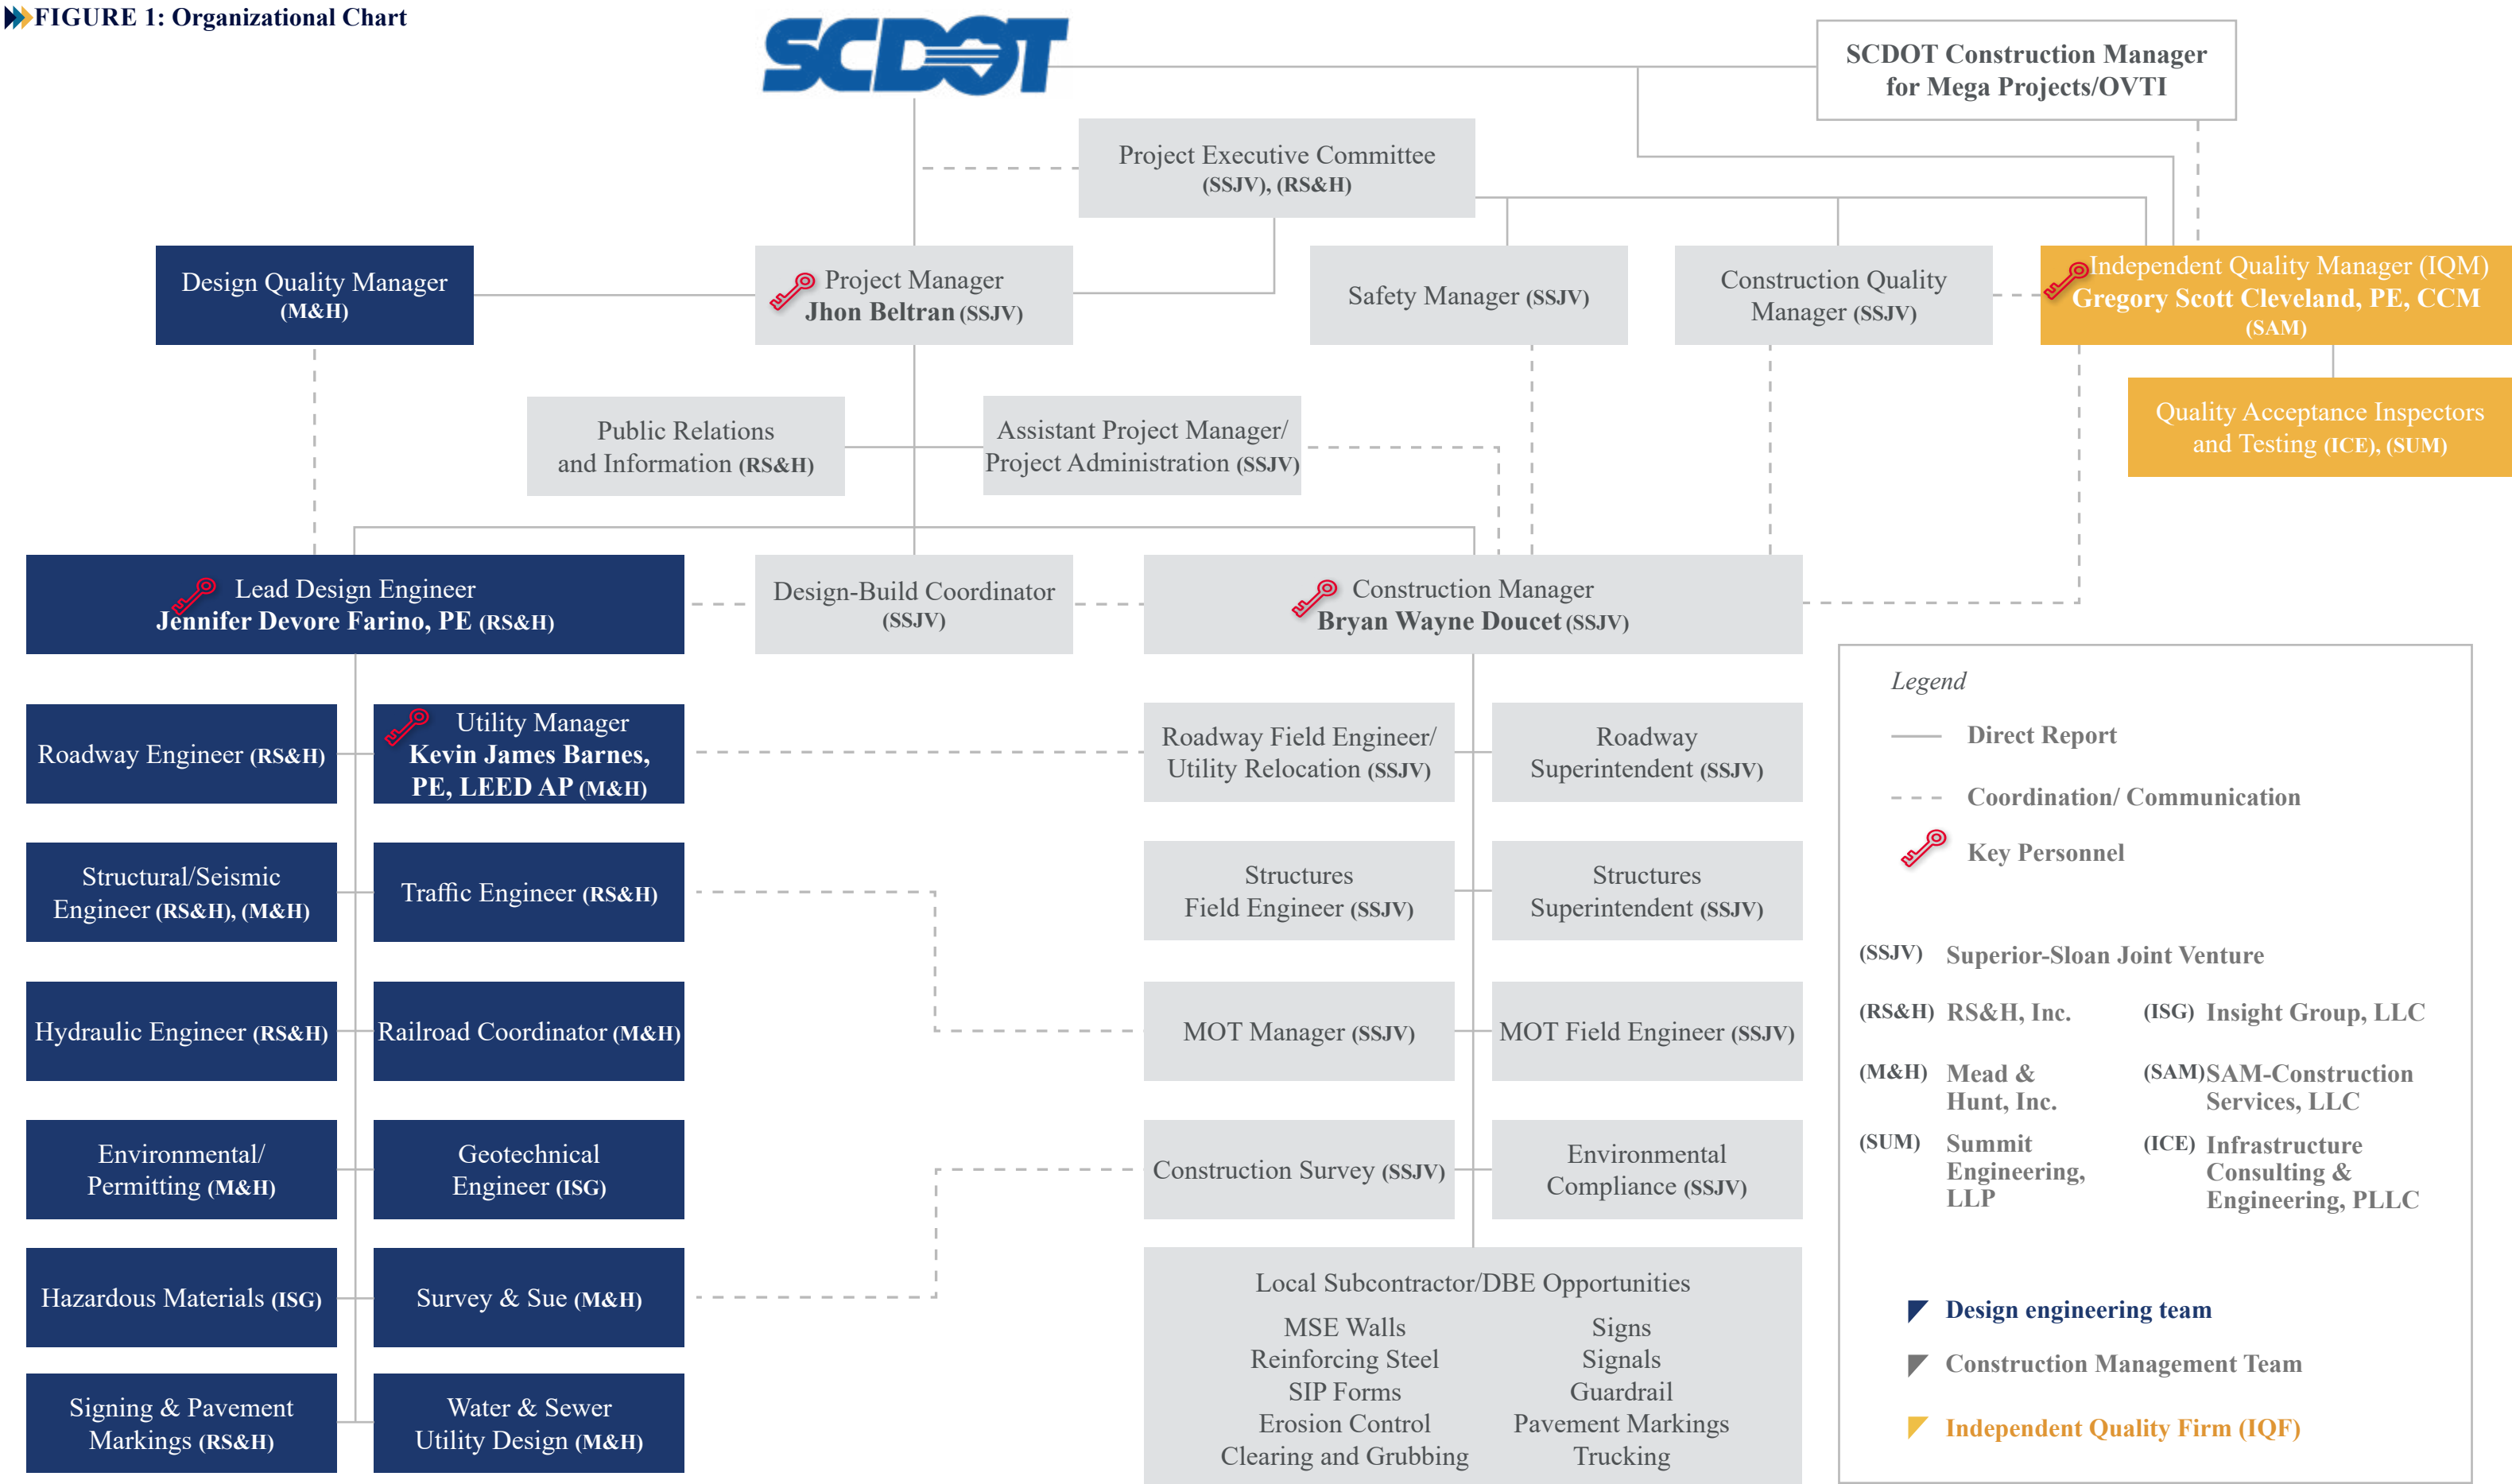 FIGURE 1: Organizational Chart
SCDOT
SCDOT Construction Manager
for Mega Projects/OVTI
Project Executive Committee
(SSJV), (RS&H)
Design Quality Manager
(M&H)
Project Manager
Jhon Beltran (SSJV)
Safety Manager (SSJV)
Construction Quality
Manager (SSJV)
Independent Quality Manager (IQM)
Gregory Scott Cleveland, PE, CCM
(SAM)
Public Relations
and Information (RS&H)
Assistant Project Manager/
Project Administration (SSJV)
Quality Acceptance Inspectors
and Testing (ICE), (SUM)
Lead Design Engineer
Jennifer Devore Farino, PE (RS&H)
Design-Build Coordinator
(SSJV)
Construction Manager
Bryan Wayne Doucet (SSJV)
Roadway Engineer (RS&H)
Utility Manager
Kevin James Barnes,
PE, LEED AP (M&H)
Roadway Field Engineer/
Utility Relocation (SSJV)
Roadway
Superintendent (SSJV)
Structural/Seismic
Engineer (RS&H), (M&H)
Traffic Engineer (RS&H)
Structures
Field Engineer (SSJV)
Structures
Superintendent (SSJV)
Hydraulic Engineer (RS&H)
Railroad Coordinator (M&H)
MOT Manager (SSJV)
MOT Field Engineer (SSJV)
Environmental/
Permitting (M&H)
Geotechnical
Engineer (ISG)
Construction Survey (SSJV)
Environmental
Compliance (SSJV)
Hazardous Materials (ISG)
Survey & Sue (M&H)
Signing & Pavement
Markings (RS&H)
Water & Sewer
Utility Design (M&H)
Local Subcontractor/DBE Opportunities
MSE Walls
Reinforcing Steel
SIP Forms
Erosion Control
Clearing and Grubbing
Signs
Signals
Guardrail
Pavement Markings
Trucking
Legend
Direct Report
Coordination/ Communication
Key Personnel
(SSJV) Superior-Sloan Joint Venture
(RS&H) RS&H, Inc.
(ISG) Insight Group, LLC
(M&H) Mead &
Hunt, Inc.
(SAM) SAM-Construction
Services, LLC
(SUM) Summit
Engineering,
LLP
(ICE) Infrastructure
Consulting &
Engineering, PLLC
Design engineering team
Construction Management Team
Independent Quality Firm (IQF)